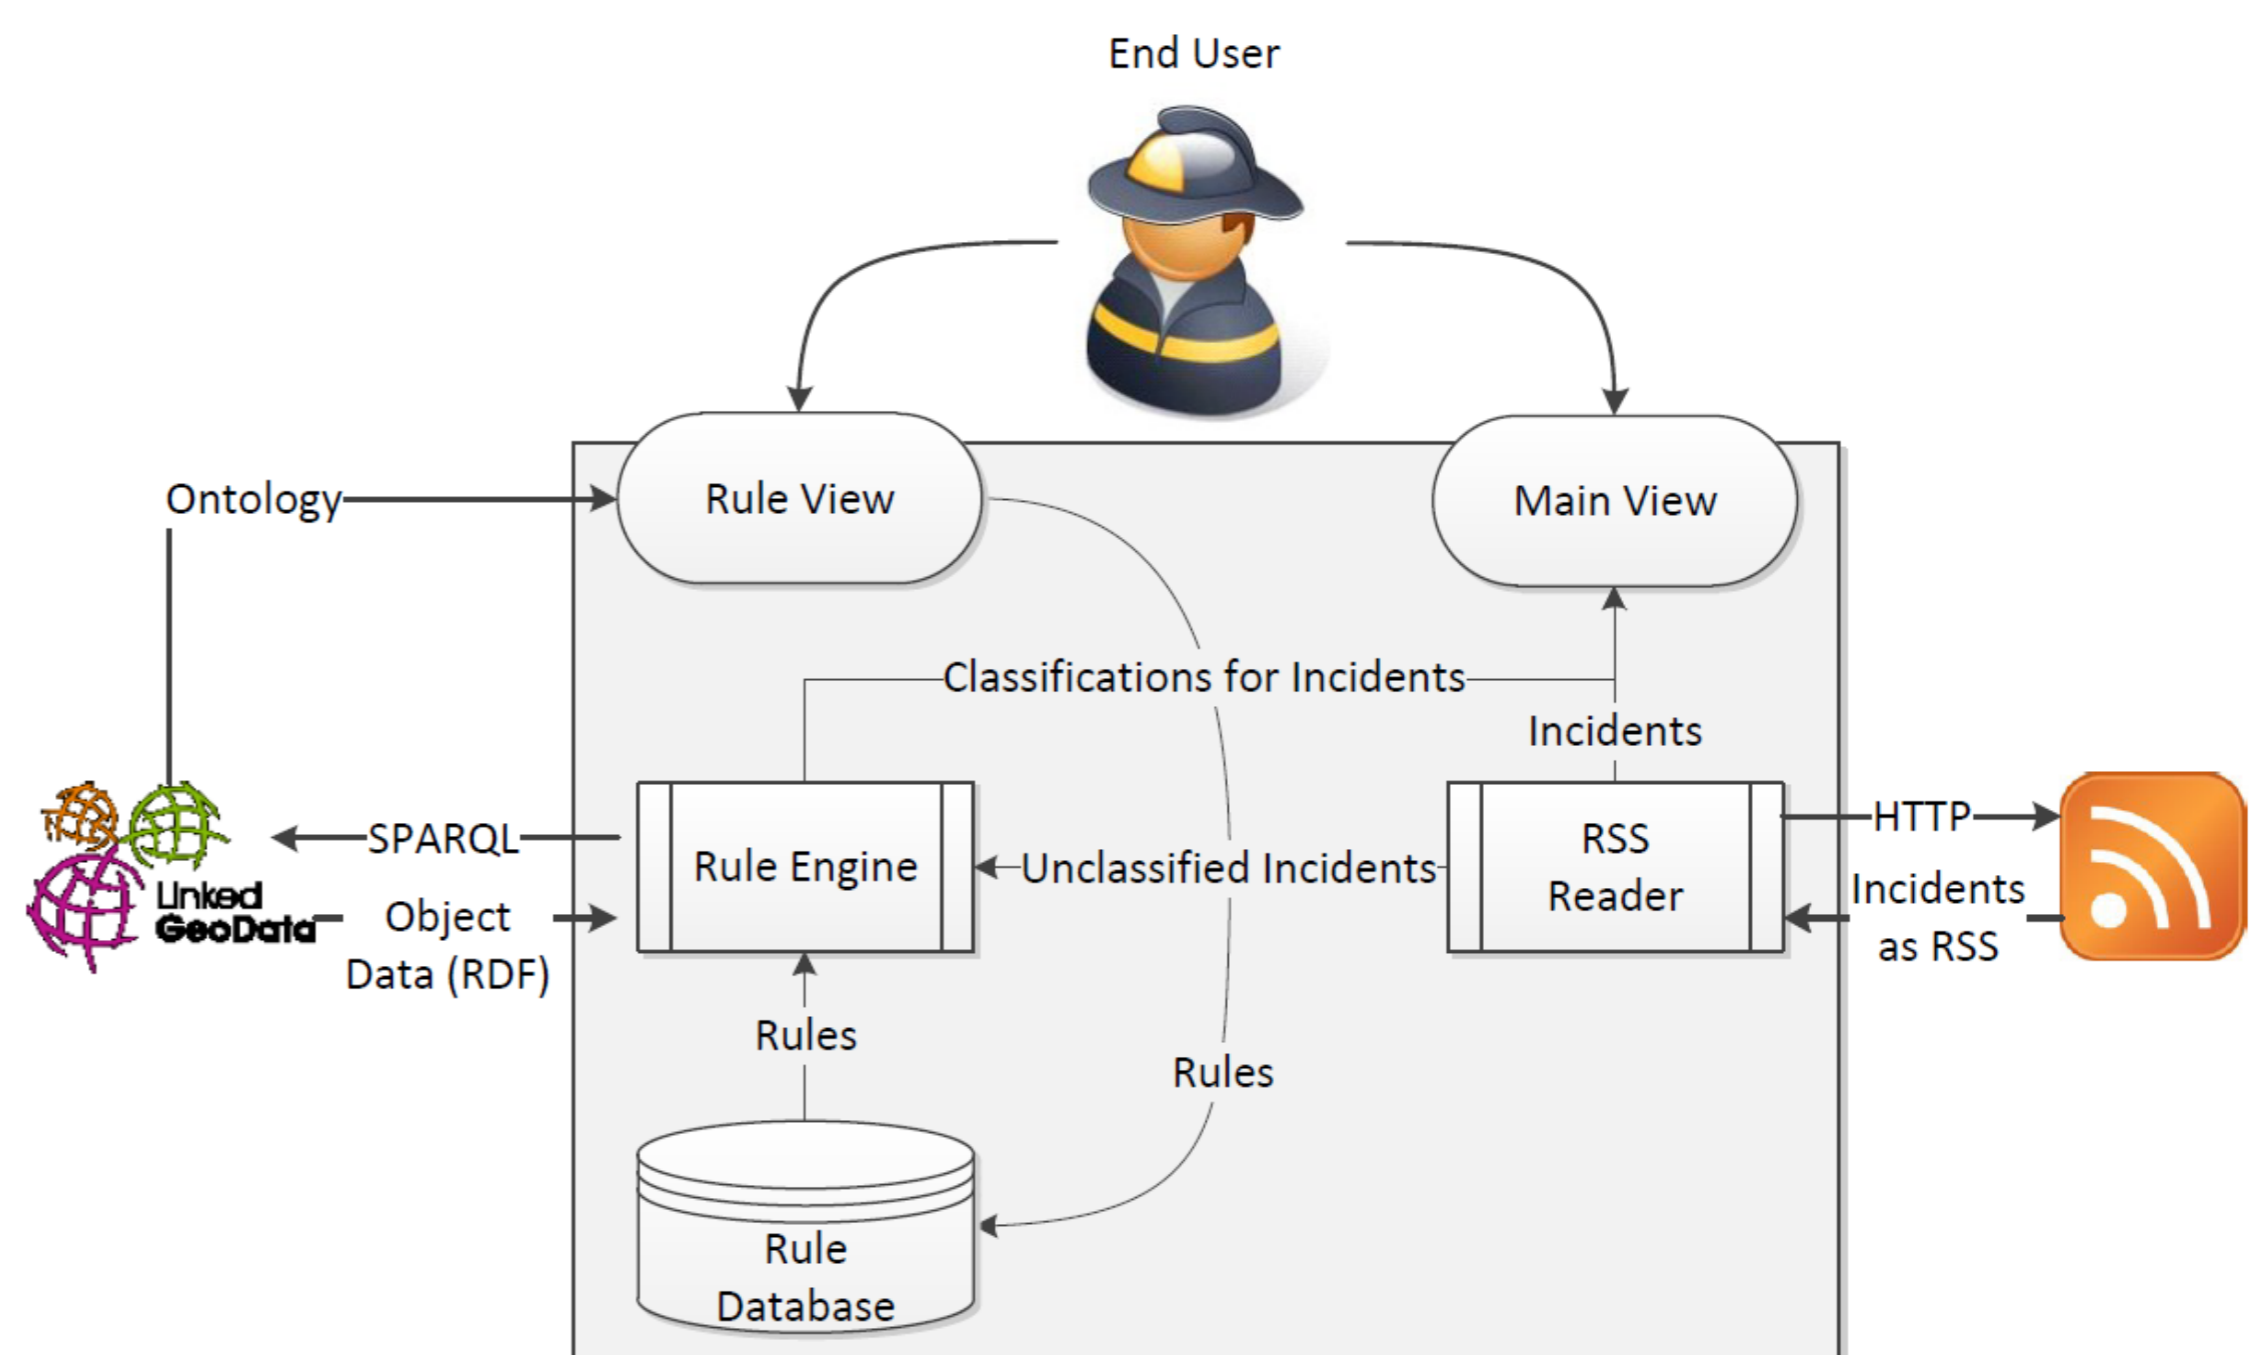 End User
Ontology
Rule View
Main View
Classifications for Incidents
Incidents
SPARQL
Rule Engine
Unclassified Incidents
RSS
Reader
HTTP
Incidents
as RSS
Linked
GeoData
Object
Data (RDF)
Rules
Rules
Rule
Database